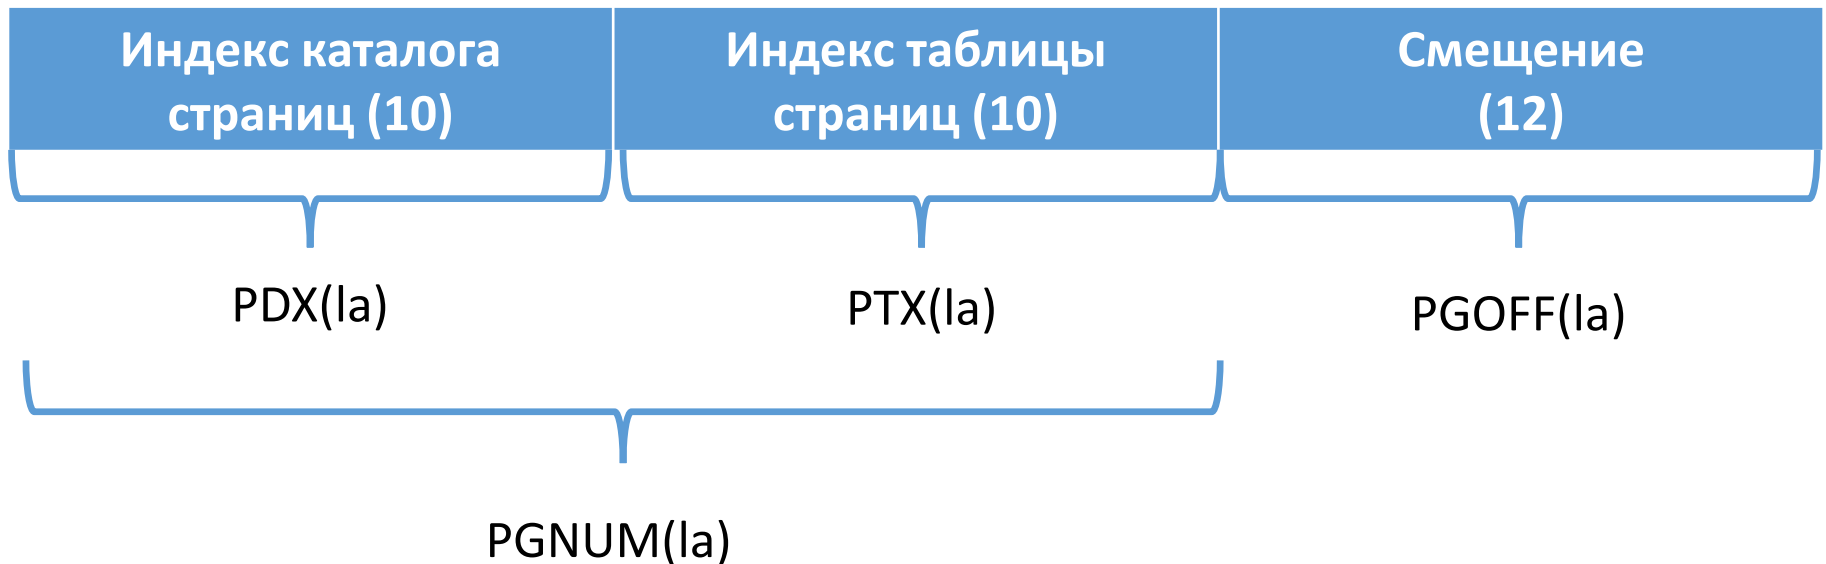 Индекс каталога
страниц (10)
Индекс таблицы
страниц (10)
Смещение
(12)
PDX(la)
PTX(la)
PGOFF(la)
PGNUM(la)